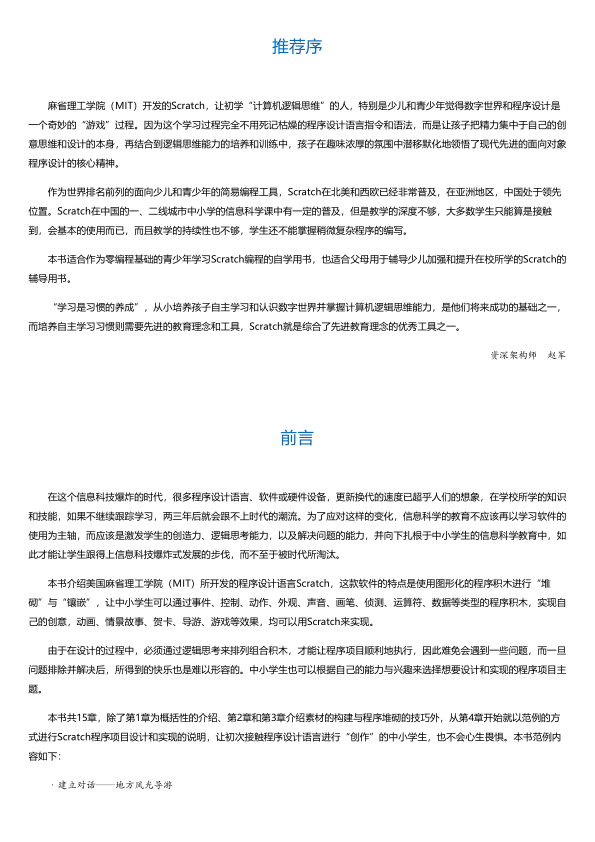 推荐序
麻省理工学院（MIT）开发的Scratch，让初学“计算机逻辑思维”的人，特别是少儿和青少年觉得数字世界和程序设计是
一个奇妙的“游戏”过程。因为这个学习过程完全不用死记枯燥的程序设计语言指令和语法，而是让孩子把精力集中于自己的创
意思维和设计的本身，再结合到逻辑思维能力的培养和训练中，孩子在趣味浓厚的氛围中潜移默化地领悟了现代先进的面向对象
程序设计的核心精神。
作为世界排名前列的面向少儿和青少年的简易编程工具，Scratch在北美和西欧已经非常普及，在亚洲地区，中国处于领先
位置。Scratch在中国的一、二线城市中小学的信息科学课中有一定的普及，但是教学的深度不够，大多数学生只能算是接触
到，会基本的使用而已，而且教学的持续性也不够，学生还不能掌握稍微复杂程序的编写。
本书适合作为零编程基础的青少年学习Scratch编程的自学用书，也适合父母用于辅导少儿加强和提升在校所学的Scratch的
辅导用书。
“学习是习惯的养成”，从小培养孩子自主学习和认识数字世界并掌握计算机逻辑思维能力，是他们将来成功的基础之一，
而培养自主学习习惯则需要先进的教育理念和工具，Scratch就是综合了先进教育理念的优秀工具之一。
资深架构师　赵军
前言
在这个信息科技爆炸的时代，很多程序设计语言、软件或硬件设备，更新换代的速度已超乎人们的想象，在学校所学的知识
和技能，如果不继续跟踪学习，两三年后就会跟不上时代的潮流。为了应对这样的变化，信息科学的教育不应该再以学习软件的
使用为主轴，而应该是激发学生的创造力、逻辑思考能力，以及解决问题的能力，并向下扎根于中小学生的信息科学教育中，如
此才能让学生跟得上信息科技爆炸式发展的步伐，而不至于被时代所淘汰。
本书介绍美国麻省理工学院（MIT）所开发的程序设计语言Scratch，这款软件的特点是使用图形化的程序积木进行“堆
砌”与“镶嵌”，让中小学生可以通过事件、控制、动作、外观、声音、画笔、侦测、运算符、数据等类型的程序积木，实现自
己的创意，动画、情景故事、贺卡、导游、游戏等效果，均可以用Scratch来实现。
由于在设计的过程中，必须通过逻辑思考来排列组合积木，才能让程序项目顺利地执行，因此难免会遇到一些问题，而一旦
问题排除并解决后，所得到的快乐也是难以形容的。中小学生也可以根据自己的能力与兴趣来选择想要设计和实现的程序项目主
题。
本书共15章，除了第1章为概括性的介绍、第2章和第3章介绍素材的构建与程序堆砌的技巧外，从第4章开始就以范例的方
式进行Scratch程序项目设计和实现的说明，让初次接触程序设计语言进行“创作”的中小学生，也不会心生畏惧。本书范例内
容如下：
·建立对话——地方风光导游